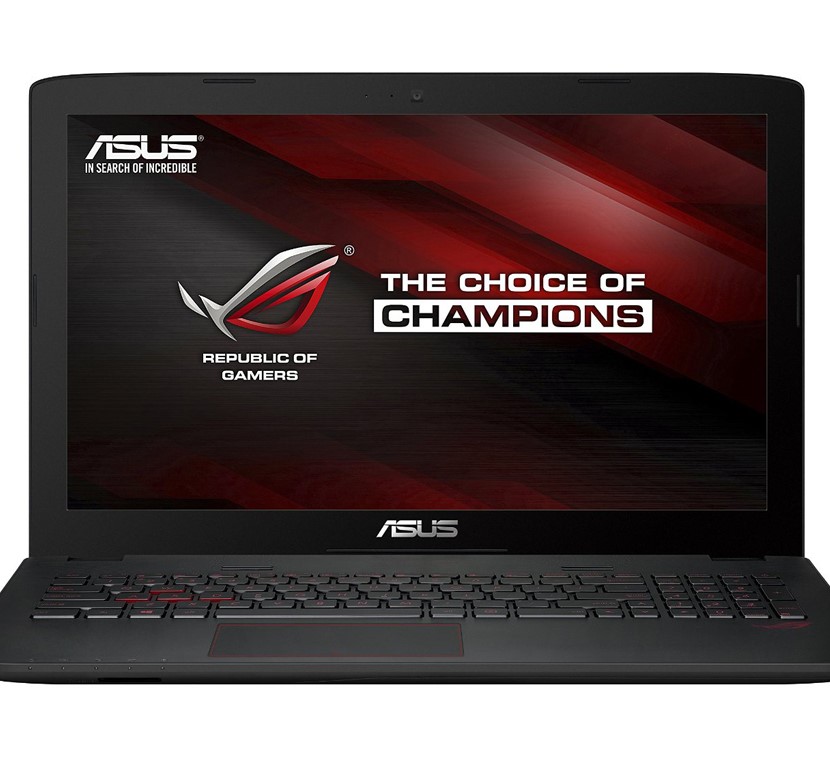 ASUS®
IN SEARCH OF INCREDIBLE
®
THE CHOICE OF
CHAMPIONS
REPUBLIC OF
GAMERS
ASUS